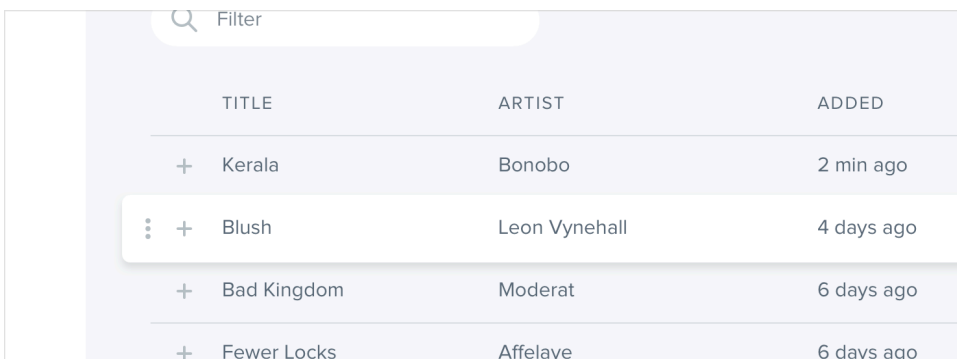 Filter
TITLE ARTIST ADDED
Kerala Bonobo 2 min ago
Blush Leon Vynehall 4 days ago
Bad Kingdom Moderat 6 days ago
Fewer Locks Affelaye 6 days ago